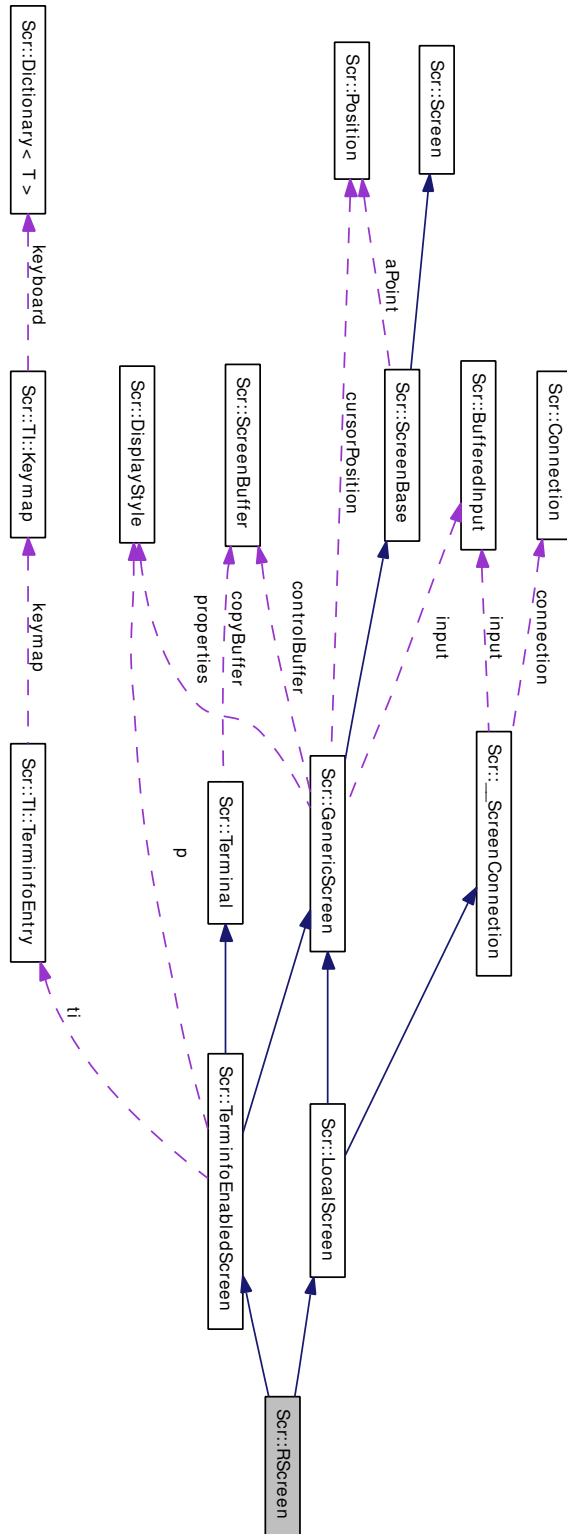 Scr::RScreen
Scr::TerminfoEnabledScreen
Scr::LocalScreen
Scr::Terminal
Scr::GenericScreen
Scr::__ScreenConnection
Scr::TI::TerminfoEntry
ti
p
copyBuffer
properties
controlBuffer
cursorPosition
input
input
connection
Scr::DisplayStyle
Scr::ScreenBuffer
Scr::ScreenBase
Scr::BufferedInput
Scr::Connection
keymap
Scr::TI::Keymap
keyboard
Scr::Dictionary< T >
aPoint
Scr::Position
Scr::Screen